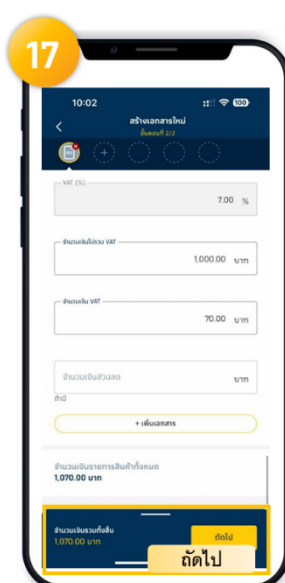 17
10:02
100
สร้างเอกสารใหม่
ขั้นตอนที่ 2/2
VAT (%)
7.00 %
จำนวนเงินไม่รวม VAT
1,000.00 บาท
จำนวนเงิน VAT
70.00 บาท
จำนวนเงินส่วนลด บาท
ถ้ามี
+ เพิ่มเอกสาร
จำนวนเงินรายการสินค้าทั้งหมด
1,070.00 บาท
จำนวนเงินรวมทั้งสิ้น
1,070.00 บาท
ถัดไป
ถัดไป